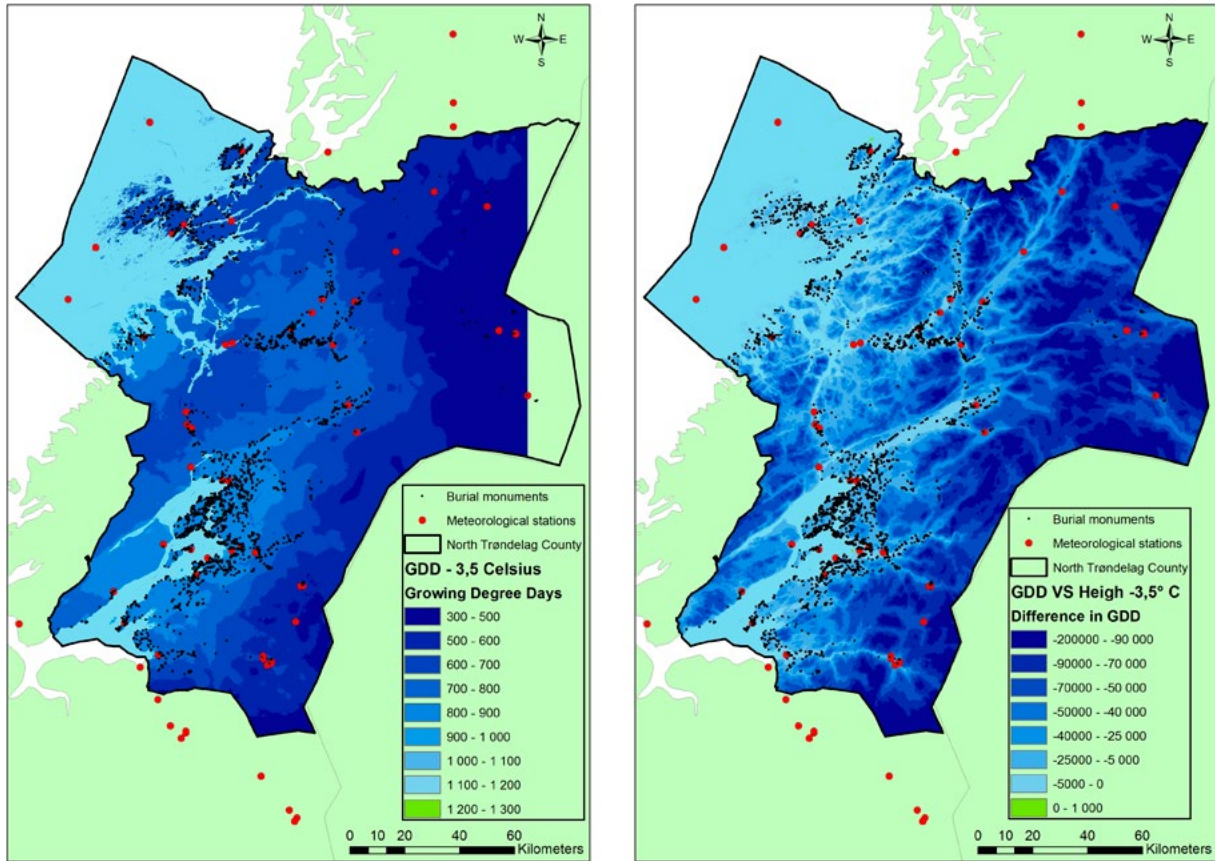 N
W E
S
Burial monuments
Meteorological stations
North Trøndelag County
GDD - 3,5 Celsius
Growing Degree Days
300 - 500
500 - 600
600 - 700
700 - 800
800 - 900
900 - 1 000
1 000 - 1 100
1 100 - 1 200
1 200 - 1 300
0 10 20 40 60
Kilometers
N
W E
S
Burial monuments
Meteorological stations
North Trøndelag County
GDD VS Heigh -3,5º C
Difference in GDD
-200000 - -90 000
-90000 - -70 000
-70000 - -50 000
-50000 - -40 000
-40000 - -25 000
-25000 - -5 000
-5000 - 0
0 - 1 000
0 10 20 40 60
Kilometers